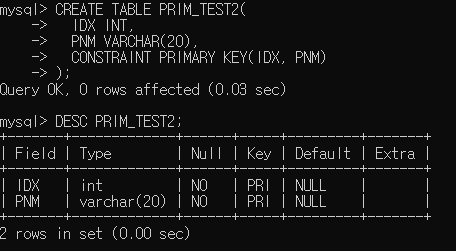 mysql> CREATE TABLE PRIM_TEST2(
    ->    IDX INT,
    ->    PNM VARCHAR(20),
    ->    CONSTRAINT PRIMARY KEY(IDX, PNM)
    -> );
Query OK, 0 rows affected (0.03 sec)

mysql> DESC PRIM_TEST2;
+-------+-------------+------+-----+---------+-------+
| Field | Type        | Null | Key | Default | Extra |
+-------+-------------+------+-----+---------+-------+
| IDX   | int         | NO   | PRI | NULL    |       |
| PNM   | varchar(20) | NO   | PRI | NULL    |       |
+-------+-------------+------+-----+---------+-------+
2 rows in set (0.00 sec)